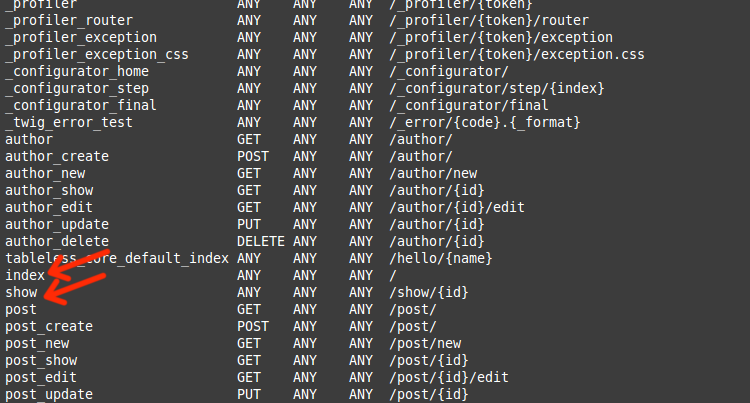 _profiler ANY ANY ANY /_profiler/{token}
_profiler_router ANY ANY ANY /_profiler/{token}/router
_profiler_exception ANY ANY ANY /_profiler/{token}/exception
_profiler_exception_css ANY ANY ANY /_profiler/{token}/exception.css
_configurator_home ANY ANY ANY /_configurator/
_configurator_step ANY ANY ANY /_configurator/step/{index}
_configurator_final ANY ANY ANY /_configurator/final
_twig_error_test ANY ANY ANY /_error/{code}.{_format}
author GET ANY ANY /author/
author_create POST ANY ANY /author/
author_new GET ANY ANY /author/new
author_show GET ANY ANY /author/{id}
author_edit GET ANY ANY /author/{id}/edit
author_update PUT ANY ANY /author/{id}
author_delete DELETE ANY ANY /author/{id}
tableless_core_default_index ANY ANY ANY /hello/{name}
index ANY ANY ANY /
show ANY ANY ANY /show/{id}
post GET ANY ANY /post/
post_create POST ANY ANY /post/
post_new GET ANY ANY /post/new
post_show GET ANY ANY /post/{id}
post_edit GET ANY ANY /post/{id}/edit
post_update PUT ANY ANY /post/{id}